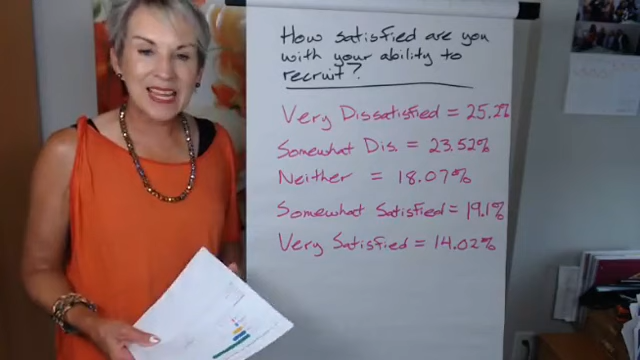 How satisfied are you
with your ability to
recruit?
Very Dissatisfied = 25.2%
Somewhat Dis. = 23.52%
Neither = 18.07%
Somewhat Satisfied = 19.1%
Very Satisfied = 14.02%